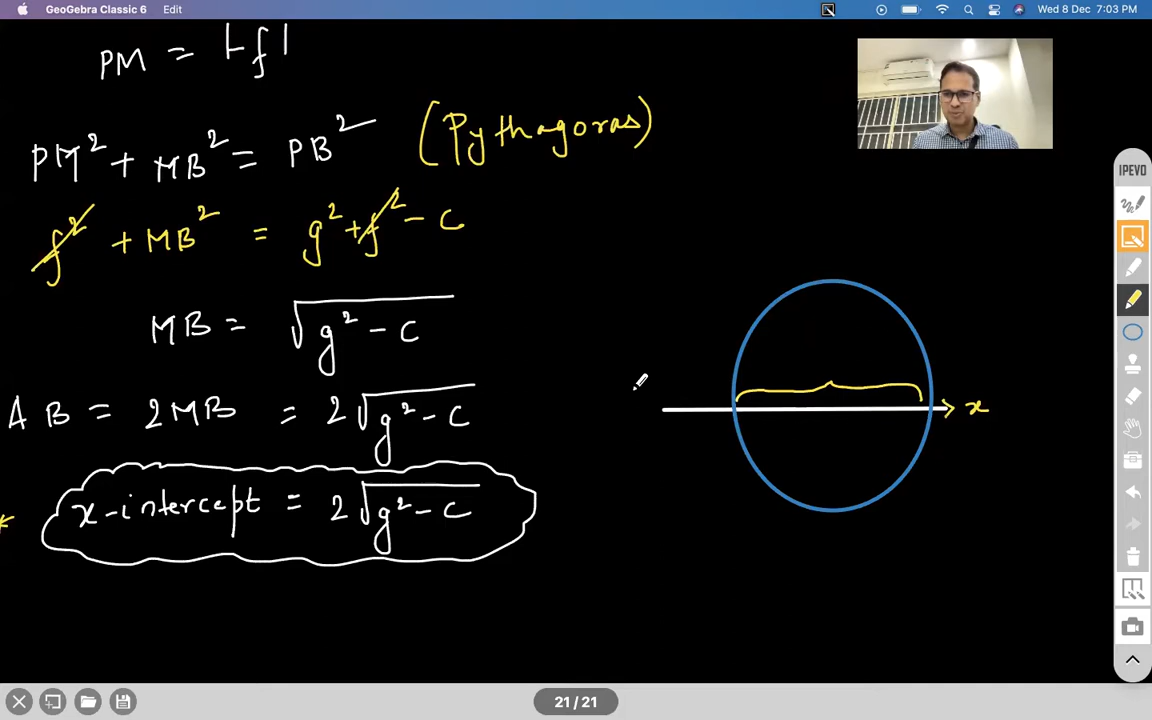 GeoGebra Classic 6 Edit Wed 8 Dec 7:03 PM
PM = |-f|
PM² + MB² = PB² (Pythagoras)
IPEVO
f² + MB² = g² + f² - c
MB = √g² - c
AB = 2MB = 2√g² - c
x
x-intercept = 2√g² - c
21 / 21